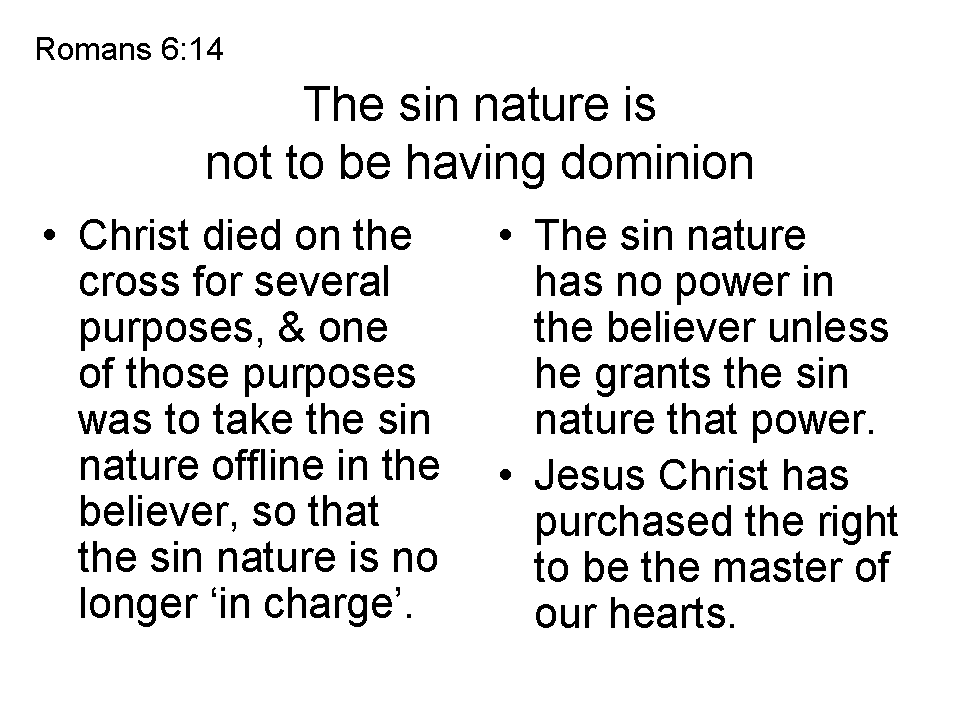 Romans 6:14
The sin nature is
not to be having dominion
• Christ died on the
cross for several
purposes, & one
of those purposes
was to take the sin
nature offline in the
believer, so that
the sin nature is no
longer ‘in charge’.
• The sin nature
has no power in
the believer unless
he grants the sin
nature that power.
• Jesus Christ has
purchased the right
to be the master of
our hearts.